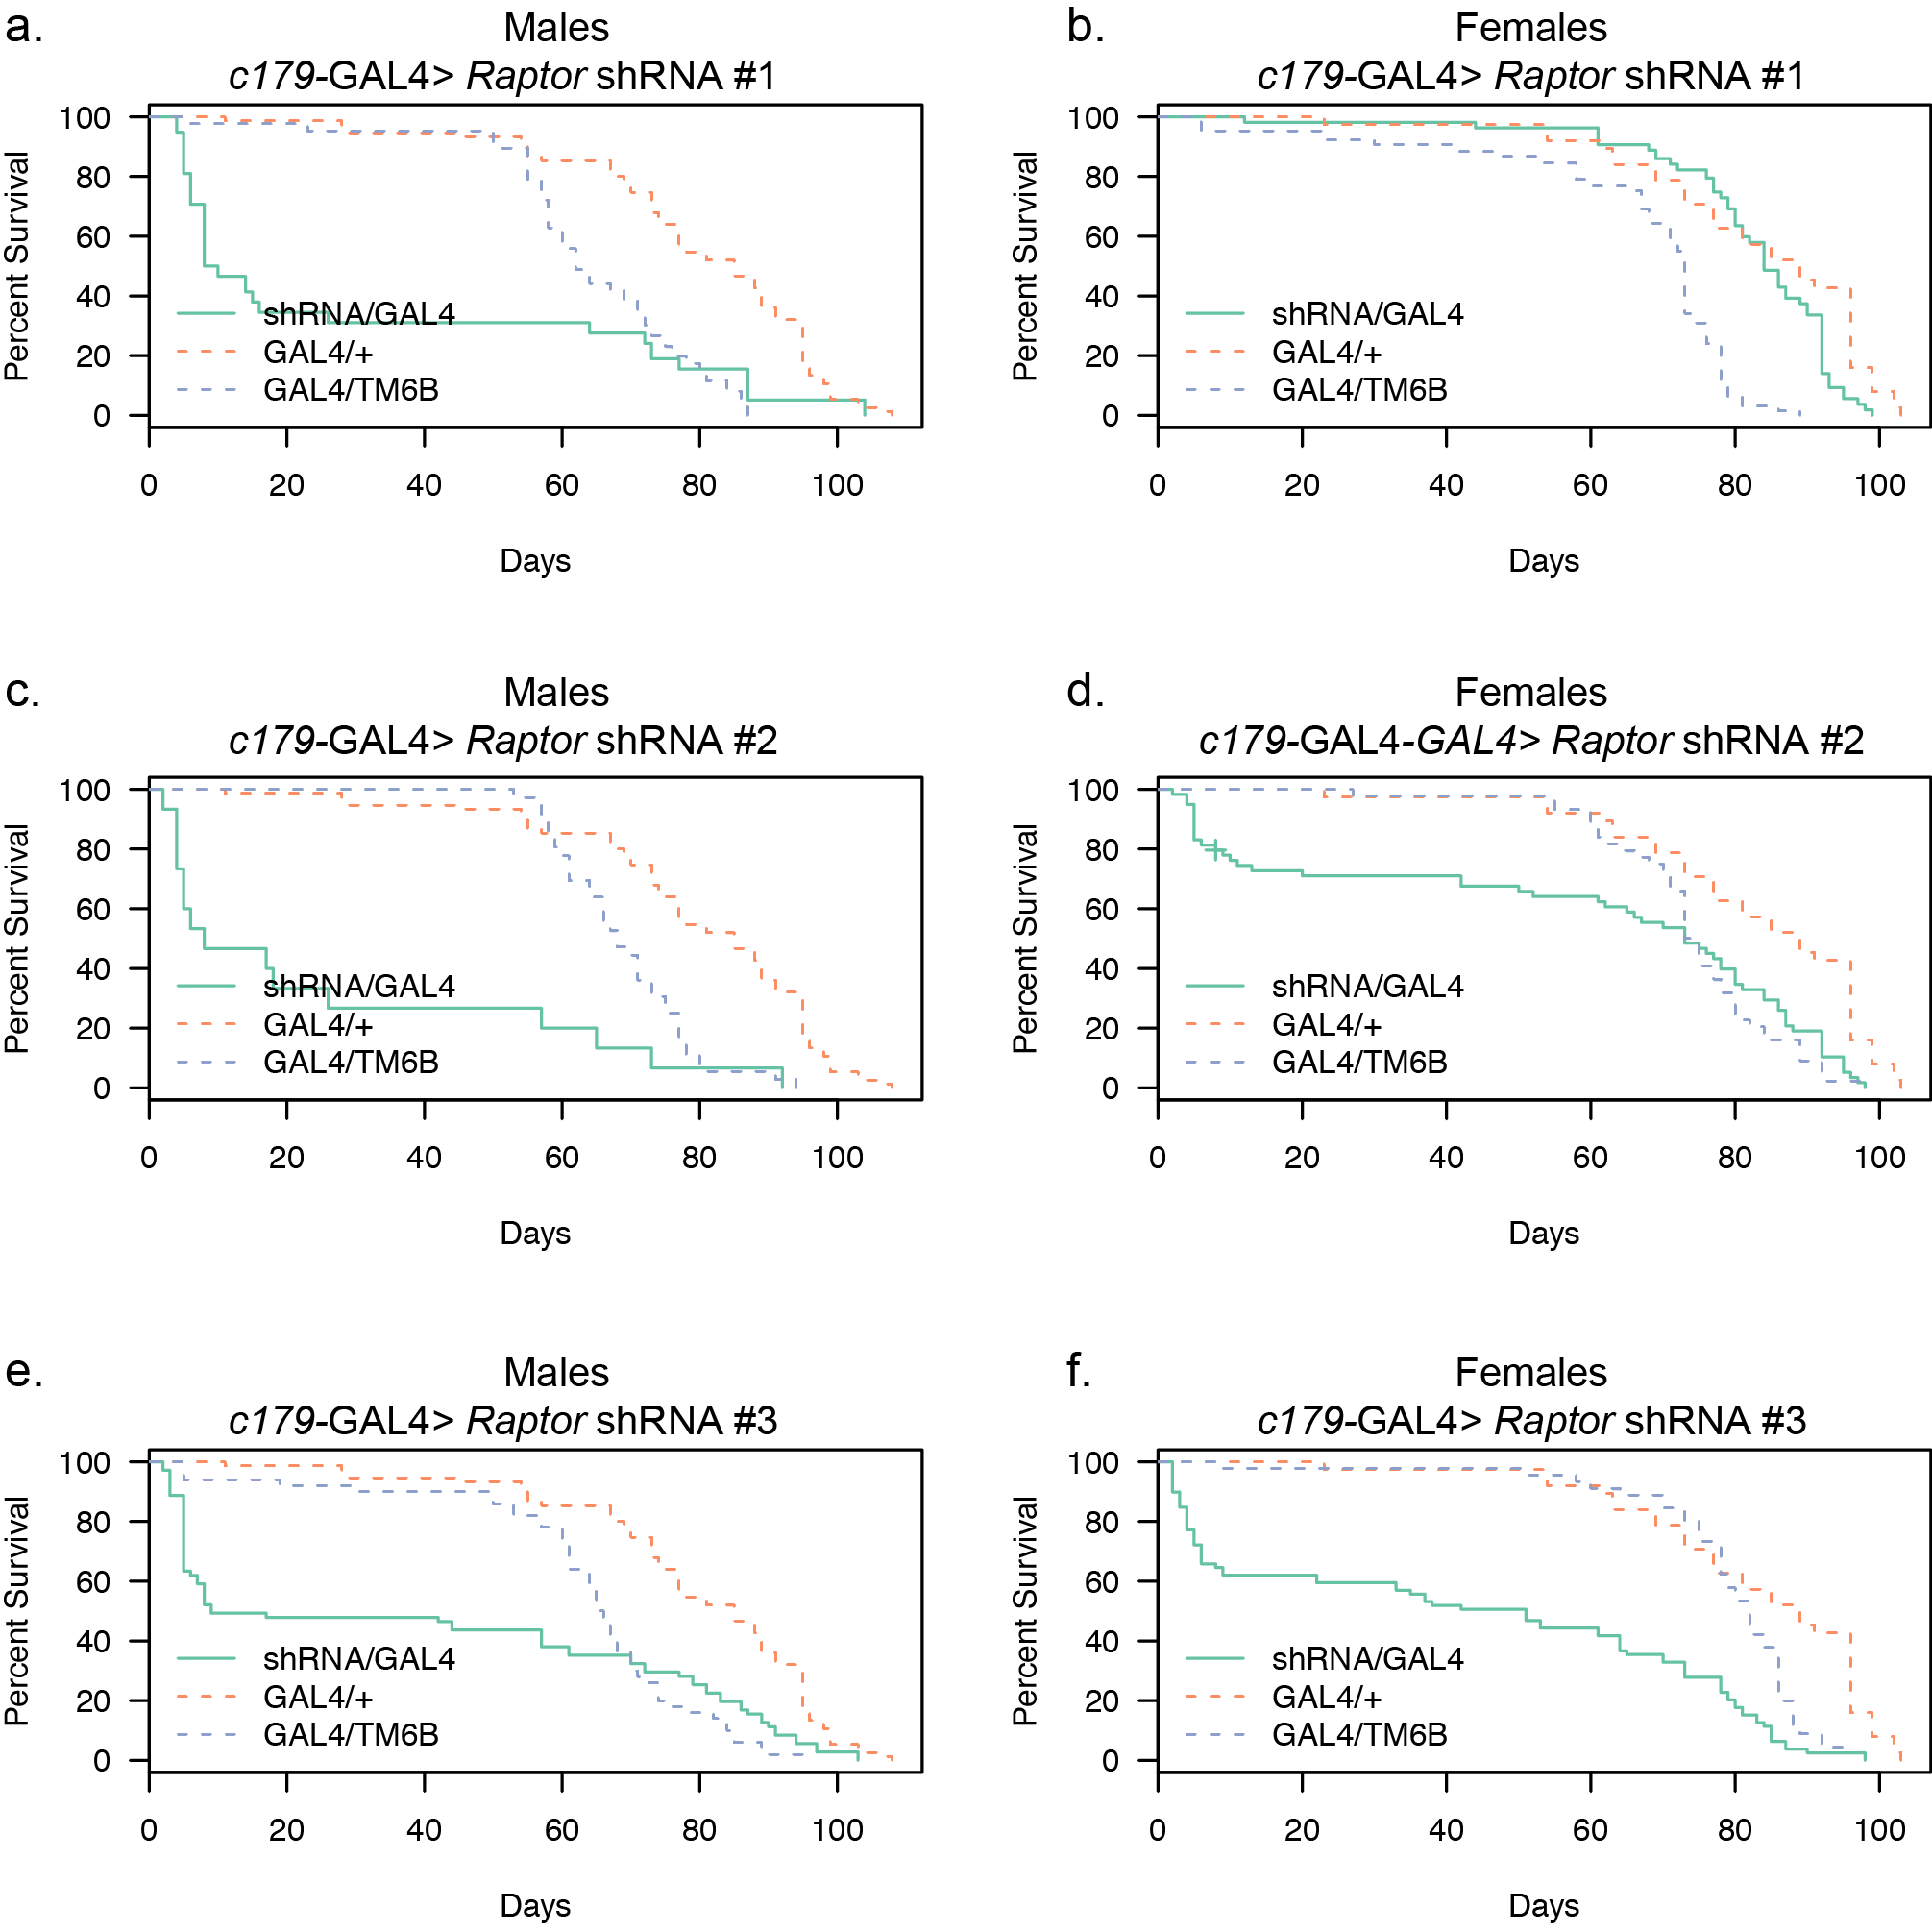 a.
Males
c179-GAL4> Raptor shRNA #1
Percent Survival
100
80
60
40
20
0
shRNA/GAL4
GAL4/+
GAL4/TM6B
0 20 40 60 80 100
Days
b.
Females
c179-GAL4> Raptor shRNA #1
Percent Survival
100
80
60
40
20
0
shRNA/GAL4
GAL4/+
GAL4/TM6B
0 20 40 60 80 100
Days
c.
Males
c179-GAL4> Raptor shRNA #2
Percent Survival
100
80
60
40
20
0
shRNA/GAL4
GAL4/+
GAL4/TM6B
0 20 40 60 80 100
Days
d.
Females
c179-GAL4-GAL4> Raptor shRNA #2
Percent Survival
100
80
60
40
20
0
shRNA/GAL4
GAL4/+
GAL4/TM6B
0 20 40 60 80 100
Days
e.
Males
c179-GAL4> Raptor shRNA #3
Percent Survival
100
80
60
40
20
0
shRNA/GAL4
GAL4/+
GAL4/TM6B
0 20 40 60 80 100
Days
f.
Females
c179-GAL4> Raptor shRNA #3
Percent Survival
100
80
60
40
20
0
shRNA/GAL4
GAL4/+
GAL4/TM6B
0 20 40 60 80 100
Days